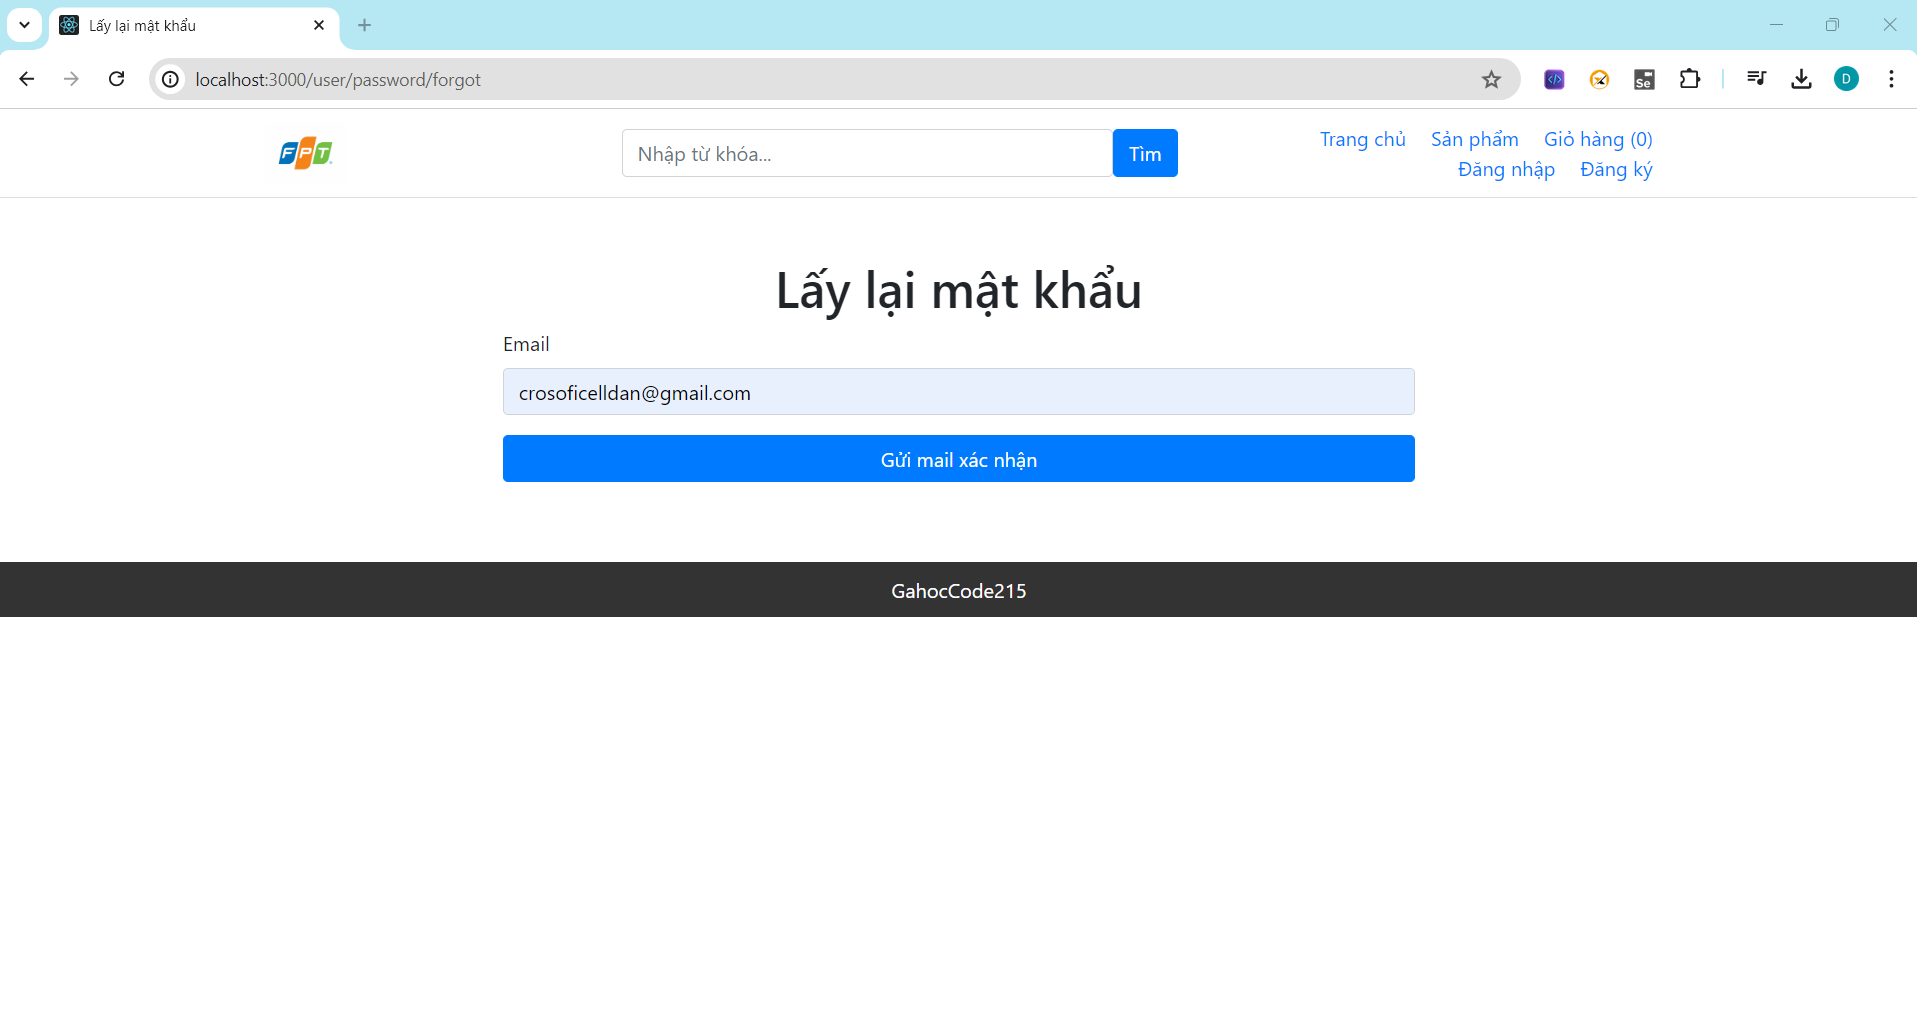 Lấy lại mật khẩu
localhost:3000/user/password/forgot
Se
D
FPT
Nhập từ khóa...
Tìm
Trang chủ Sản phẩm Giỏ hàng (0)
Đăng nhập Đăng ký
Lấy lại mật khẩu
Email
crosoficelldan@gmail.com
Gửi mail xác nhận
GahocCode215